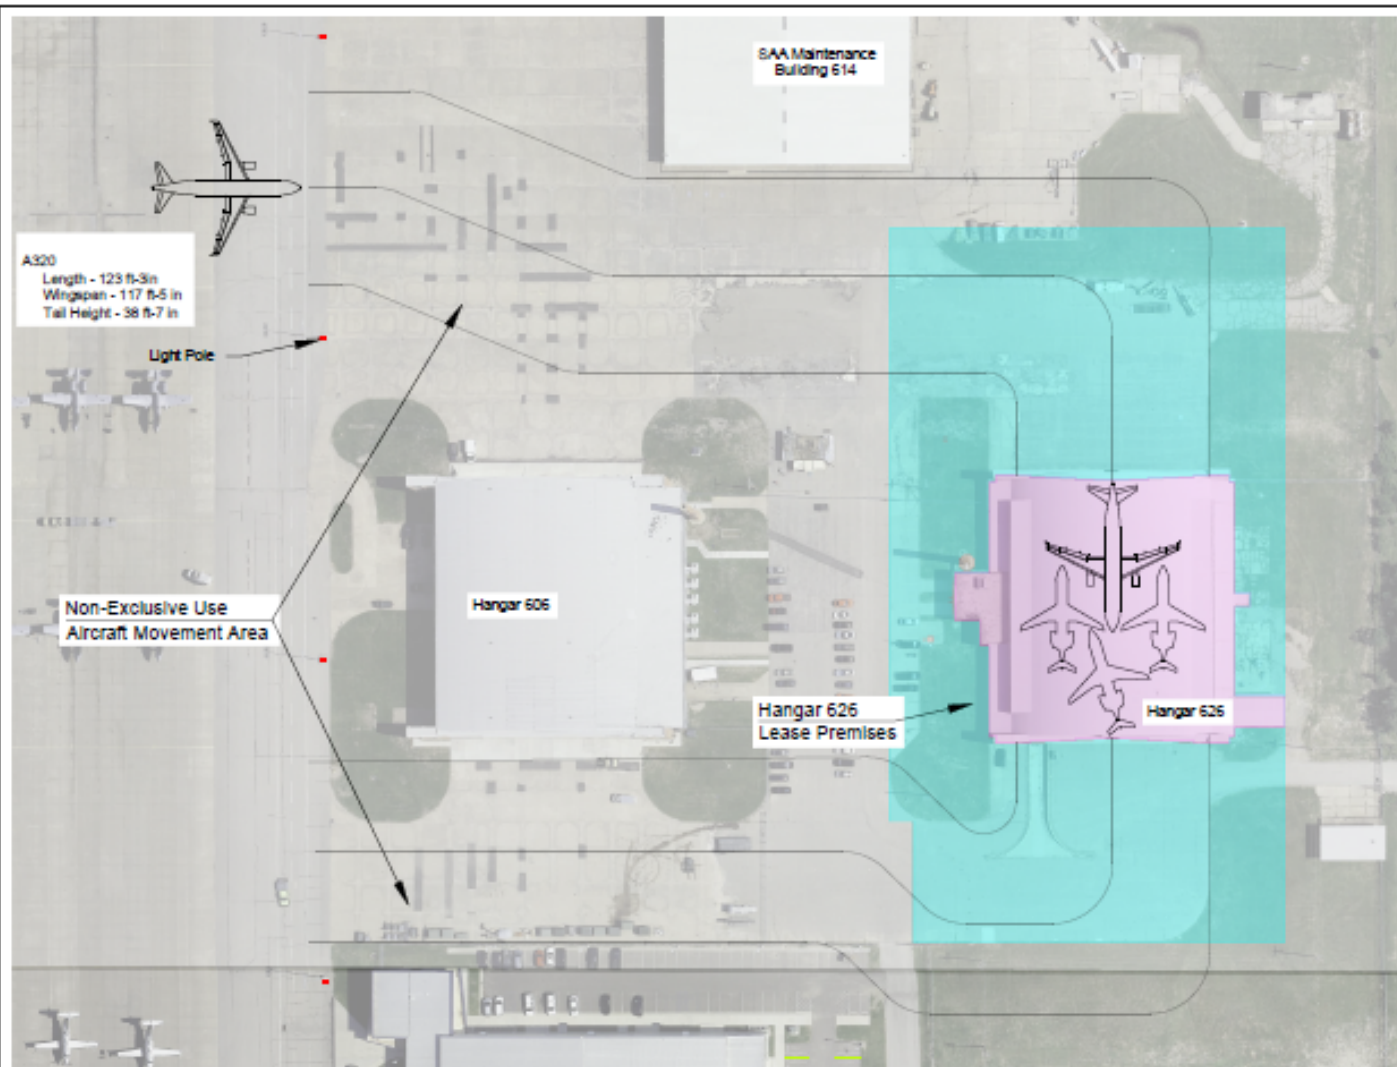 SAA Maintenance
Building 614
A320
Length - 123 ft-3in
Wingspan - 117 ft-5 in
Tail Height - 38 ft-7 in
Light Pole
Non-Exclusive Use
Aircraft Movement Area
Hangar 606
Hangar 626
Lease Premises
Hangar 626